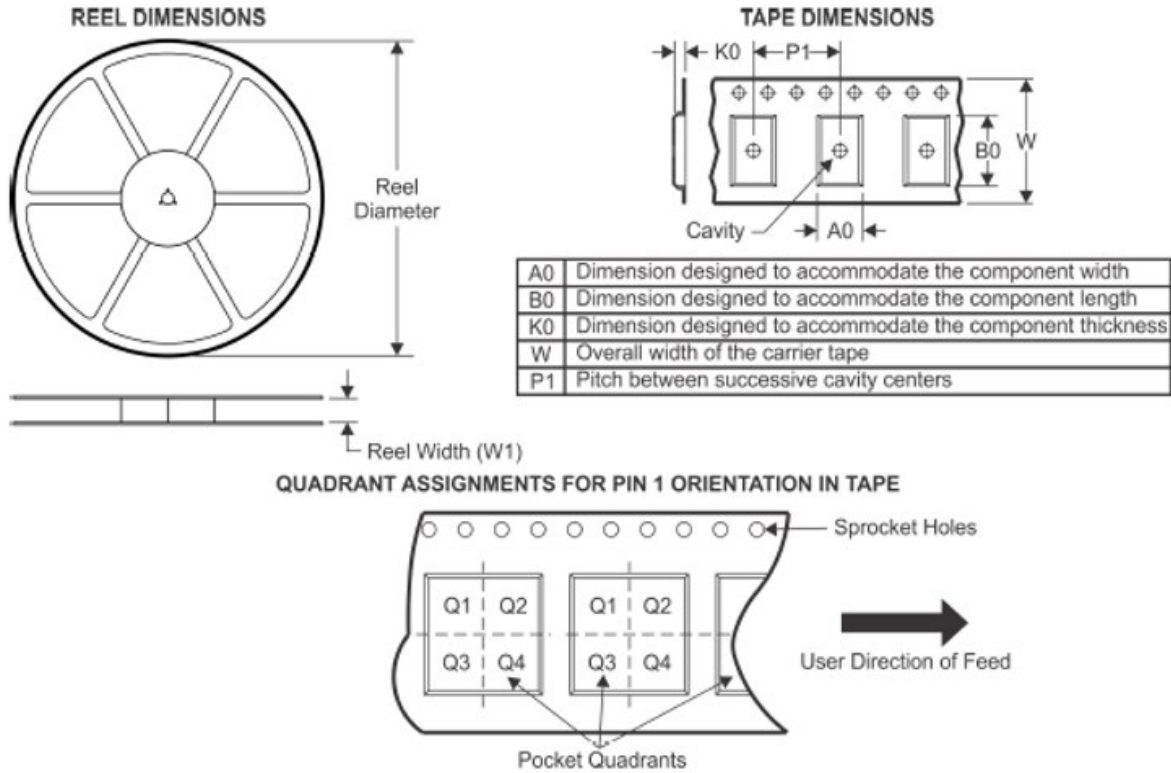 REEL DIMENSIONS
Reel
Diameter
Reel Width (W1)
TAPE DIMENSIONS
K0
P1
B0
W
Cavity
A0
A0 Dimension designed to accommodate the component width
B0 Dimension designed to accommodate the component length
K0 Dimension designed to accommodate the component thickness
W Overall width of the carrier tape
P1 Pitch between successive cavity centers
QUADRANT ASSIGNMENTS FOR PIN 1 ORIENTATION IN TAPE
Sprocket Holes
Q1 Q2 Q1 Q2
Q3 Q4 Q3 Q4
User Direction of Feed
Pocket Quadrants